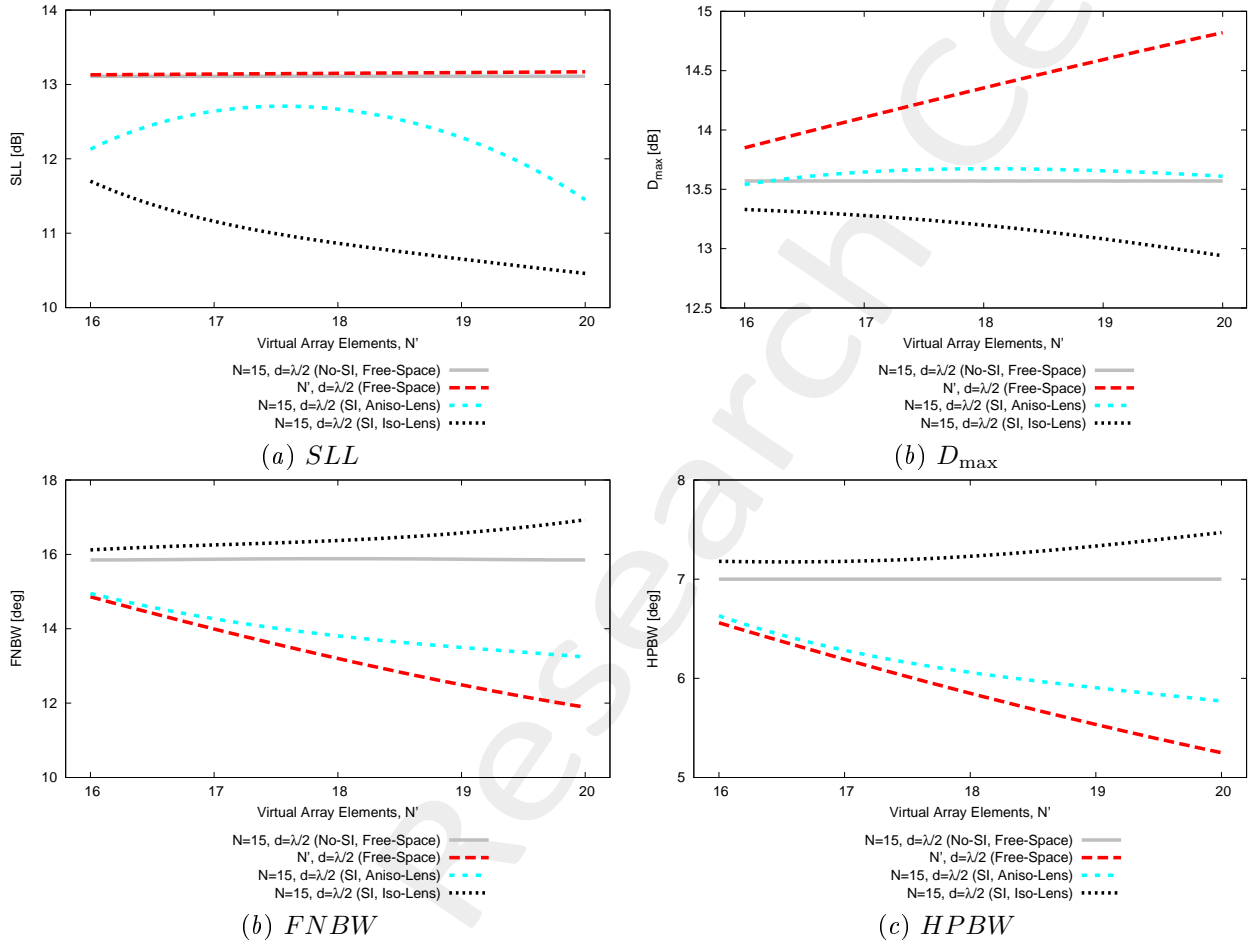 14
13
12
11
10
SLL [dB]
16 17 18 19 20
Virtual Array Elements, N'
N=15, d=λ/2 (No-SI, Free-Space)
N', d=λ/2 (Free-Space)
N=15, d=λ/2 (SI, Aniso-Lens)
N=15, d=λ/2 (SI, Iso-Lens)
(a) SLL
15
14.5
14
13.5
13
12.5
Dmax [dB]
16 17 18 19 20
Virtual Array Elements, N'
N=15, d=λ/2 (No-SI, Free-Space)
N', d=λ/2 (Free-Space)
N=15, d=λ/2 (SI, Aniso-Lens)
N=15, d=λ/2 (SI, Iso-Lens)
(b) Dmax
18
16
14
12
10
FNBW [deg]
16 17 18 19 20
Virtual Array Elements, N'
N=15, d=λ/2 (No-SI, Free-Space)
N', d=λ/2 (Free-Space)
N=15, d=λ/2 (SI, Aniso-Lens)
N=15, d=λ/2 (SI, Iso-Lens)
(b) FNBW
8
7
6
5
HPBW [deg]
16 17 18 19 20
Virtual Array Elements, N'
N=15, d=λ/2 (No-SI, Free-Space)
N', d=λ/2 (Free-Space)
N=15, d=λ/2 (SI, Aniso-Lens)
N=15, d=λ/2 (SI, Iso-Lens)
(c) HPBW
Research Ce